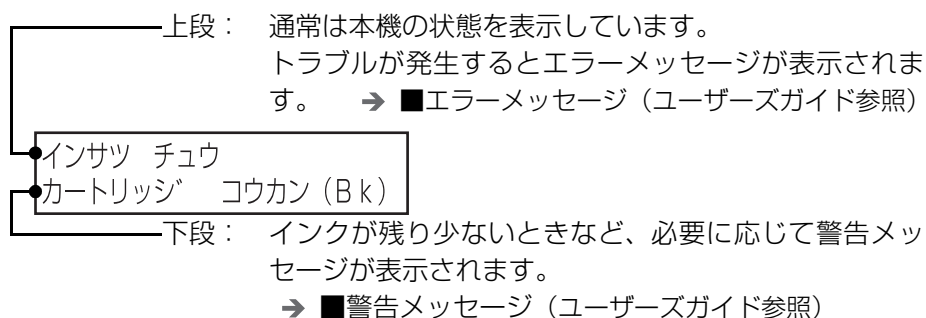 上段： 通常は本機の状態を表示しています。
トラブルが発生するとエラーメッセージが表示されま
す。 ➔ ■エラーメッセージ（ユーザーズガイド参照）
インサツ チュウ
カートリッシﾞ コウカン（Ｂｋ）
下段： インクが残り少ないときなど、必要に応じて警告メッ
セージが表示されます。
➔ ■警告メッセージ（ユーザーズガイド参照）